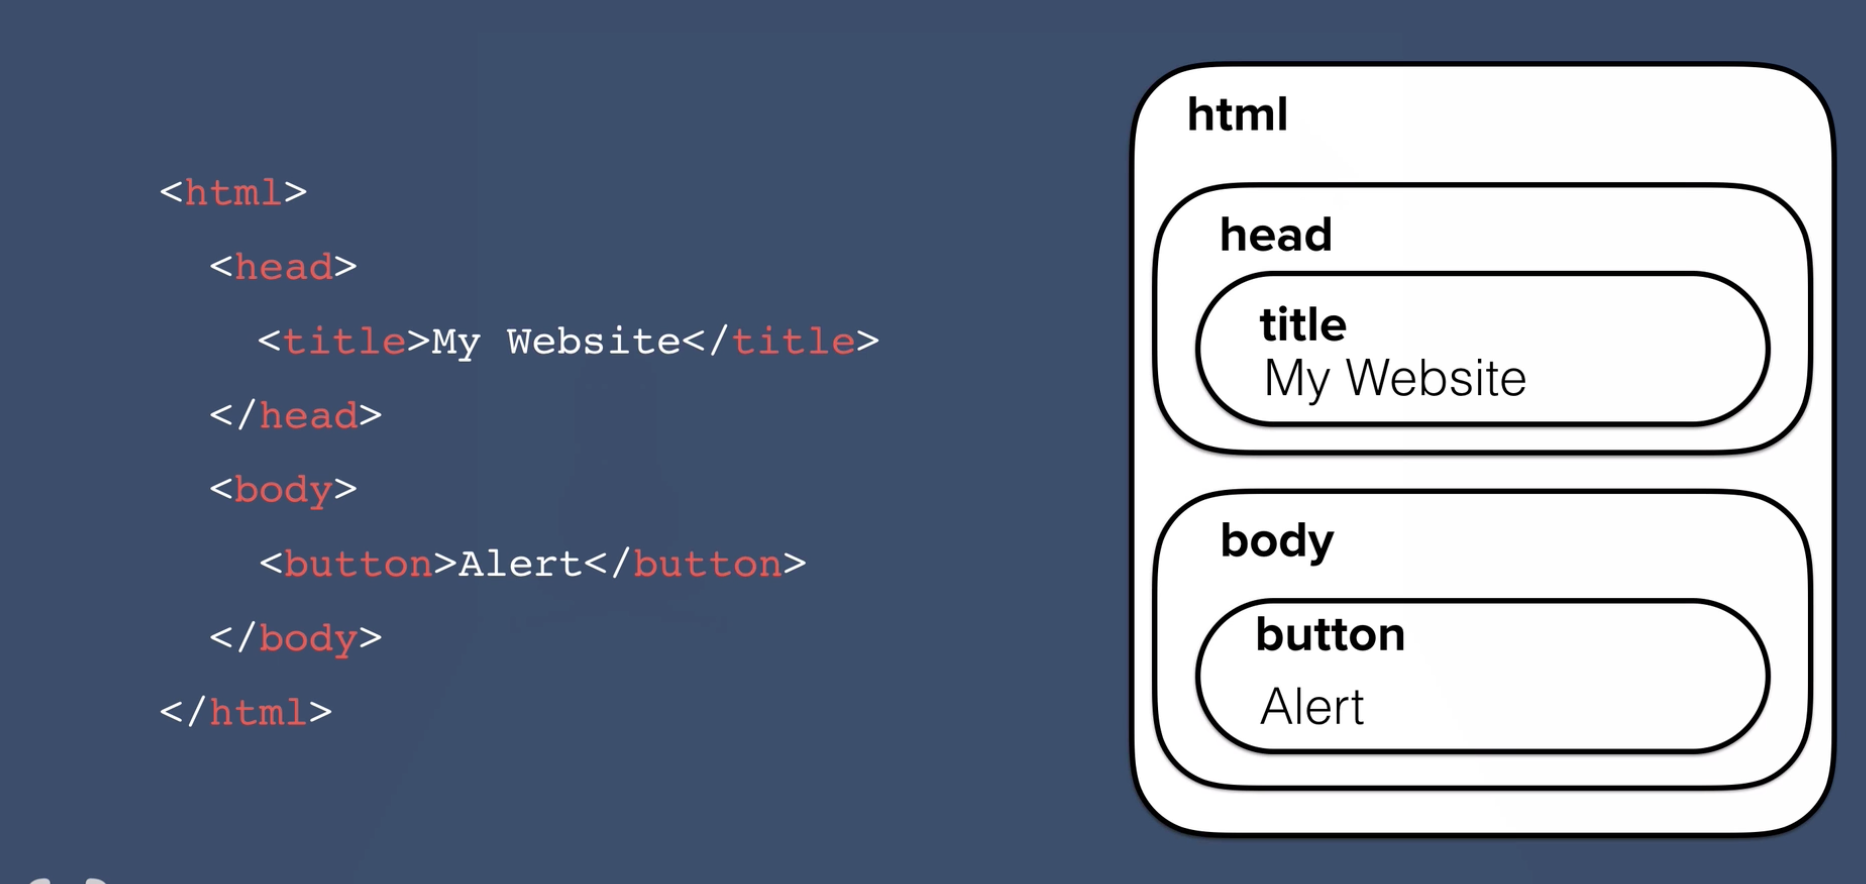 <html>
<head>
<title>My Website</title>
</head>
<body>
<button>Alert</button>
</body>
</html>
html
head
title
My Website
body
button
Alert